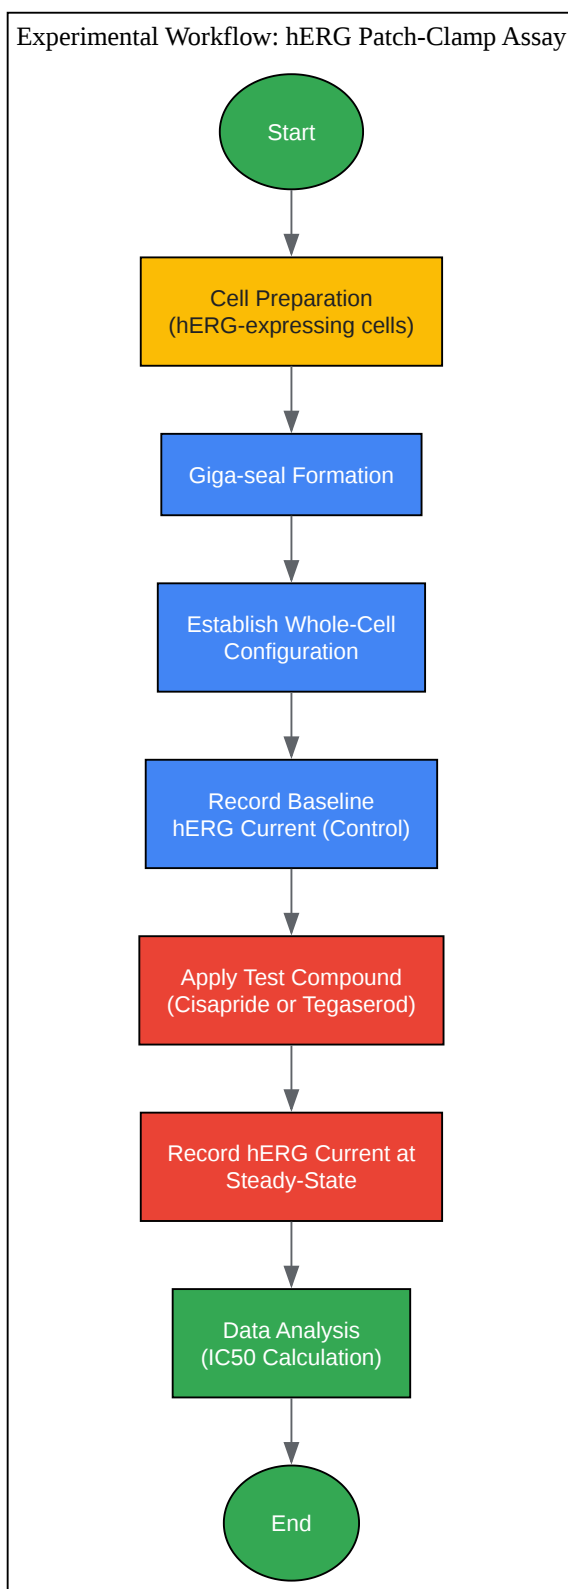 Experimental Workflow: hERG Patch-Clamp Assay
Start
Cell Preparation
(hERG-expressing cells)
Giga-seal Formation
Establish Whole-Cell
Configuration
Record Baseline
hERG Current (Control)
Apply Test Compound
(Cisapride or Tegaserod)
Record hERG Current at
Steady-State
Data Analysis
(IC50 Calculation)
End